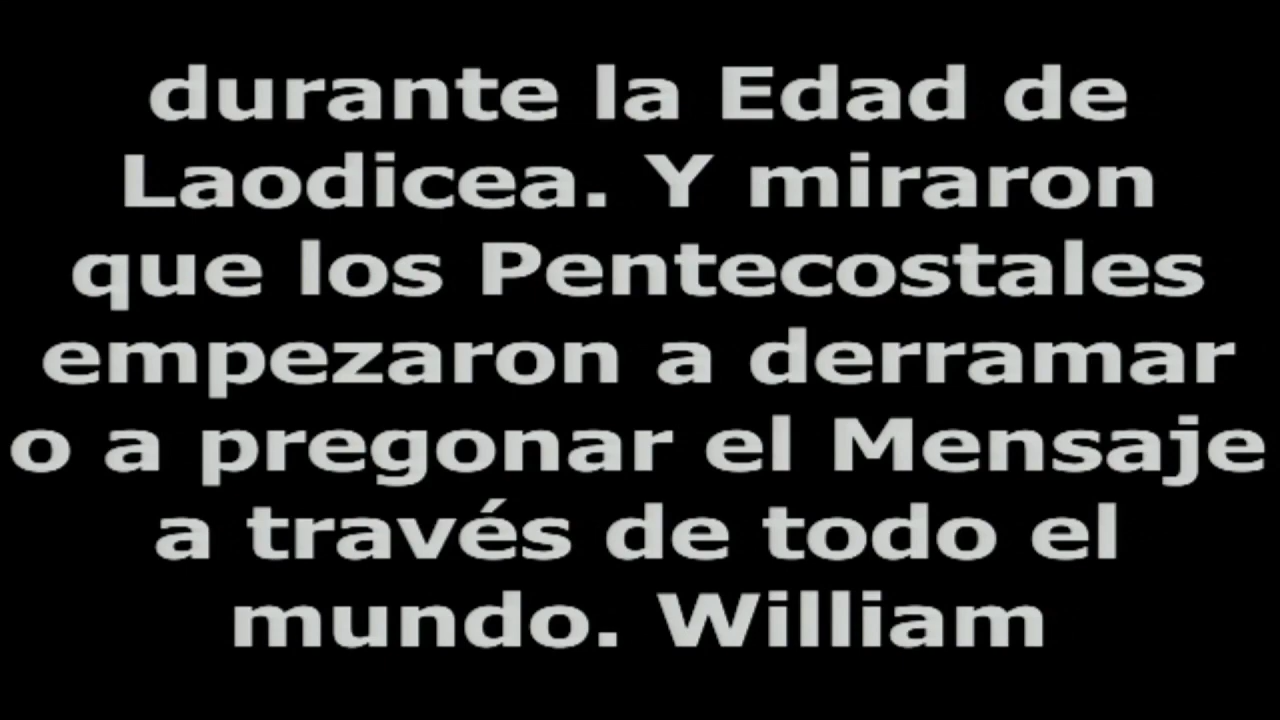 durante la Edad de
Laodicea. Y miraron
que los Pentecostales
empezaron a derramar
o a pregonar el Mensaje
a través de todo el
mundo. William